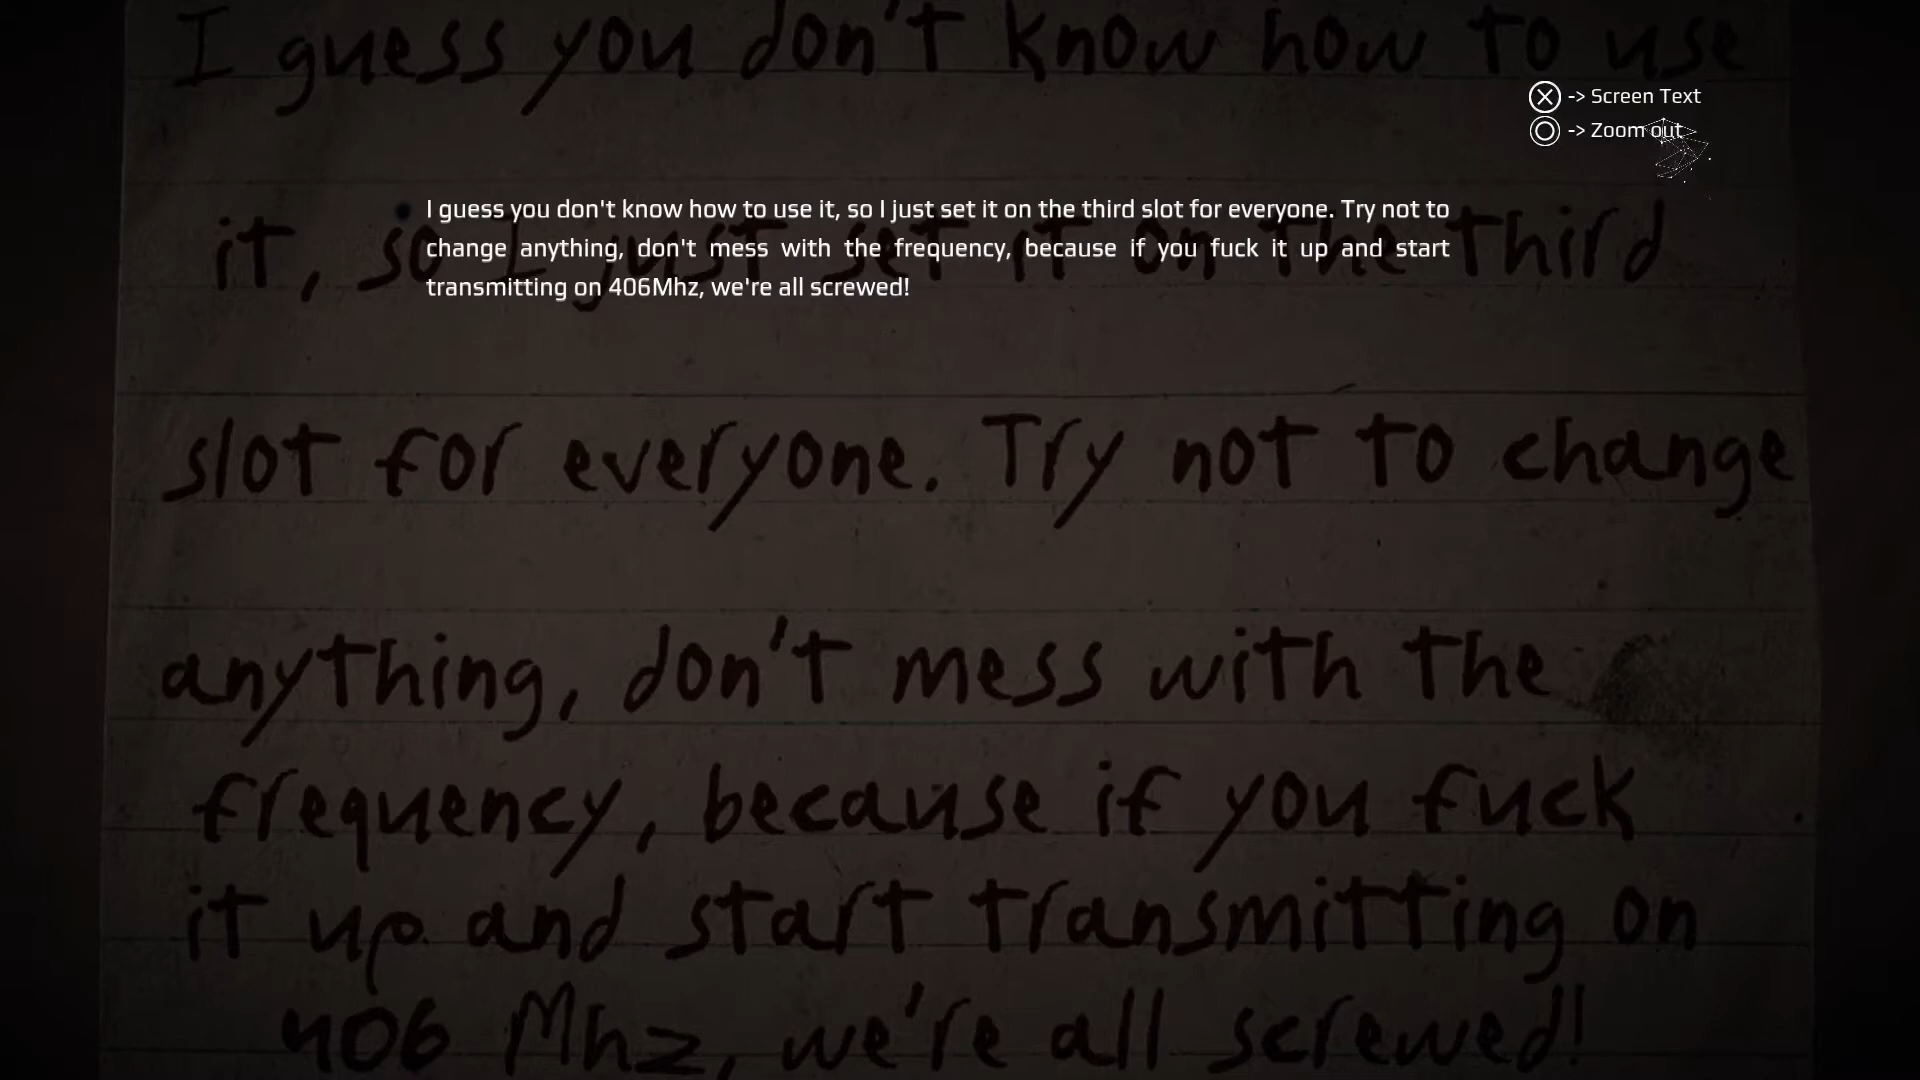 I guess you don't know how to use
-> Screen Text
-> Zoom out
I guess you don't know how to use it, so I just set it on the third slot for everyone. Try not to
change anything, don't mess with the frequency, because if you fuck it up and start
transmitting on 406Mhz, we're all screwed!
it, so I just set it on the third
slot for everyone. Try not to change
anything, don't mess with the
frequency, because if you fuck
it up and start transmitting on
406 Mhz, we're all screwed!